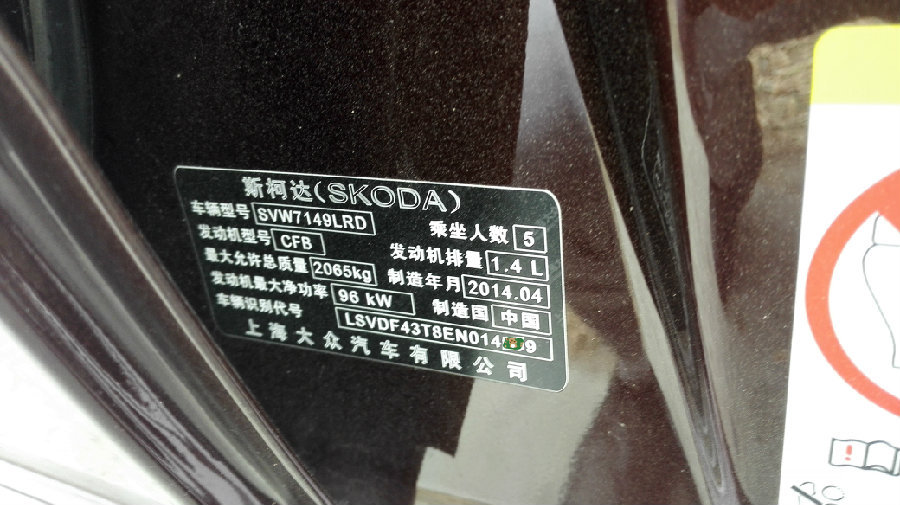 斯柯达(SKODA)
车辆型号 SVW7149LRD 乘坐人数 5
发动机型号 CFB 发动机排量 1.4 L
最大允许总质量 2065kg 制造年月 2014.04
发动机最大净功率 96 kW 制造国 中国
车辆识别代号
上海大众汽车有限公司